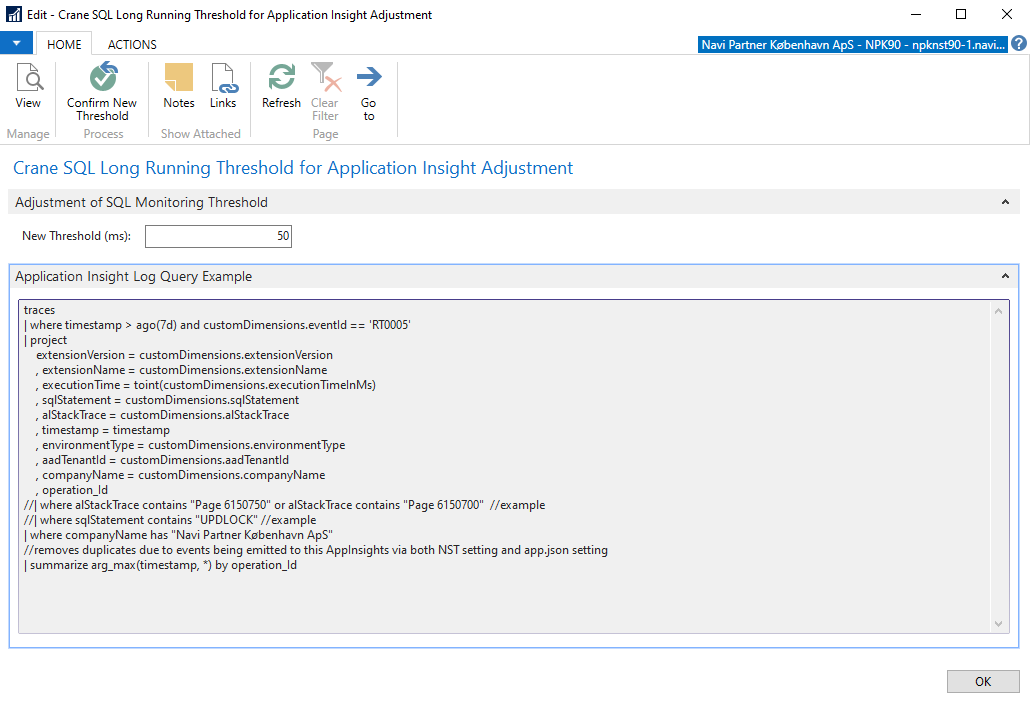 Edit - Crane SQL Long Running Threshold for Application Insight Adjustment
HOME
ACTIONS
Navi Partner København ApS - NPK90 - npknst90-1.navi...
View
Confirm New Threshold
Notes
Links
Refresh
Clear Filter
Go to
Manage
Process
Show Attached
Page
Crane SQL Long Running Threshold for Application Insight Adjustment
Adjustment of SQL Monitoring Threshold
New Threshold (ms): 50
Application Insight Log Query Example
traces
| where timestamp > ago(7d) and customDimensions.eventId == 'RT0005'
| project
extensionVersion = customDimensions.extensionVersion
, extensionName = customDimensions.extensionName
, executionTime = toint(customDimensions.executionTimeInMs)
, sqlStatement = customDimensions.sqlStatement
, alStackTrace = customDimensions.alStackTrace
, timestamp = timestamp
, environmentType = customDimensions.environmentType
, aadTenantId = customDimensions.aadTenantId
, companyName = customDimensions.companyName
, operation_Id
//| where alStackTrace contains "Page 6150750" or alStackTrace contains "Page 6150700" //example
//| where sqlStatement contains "UPDLOCK" //example
| where companyName has "Navi Partner København ApS"
//removes duplicates due to events being emitted to this AppInsights via both NST setting and app.json setting
| summarize arg_max(timestamp, *) by operation_Id
OK